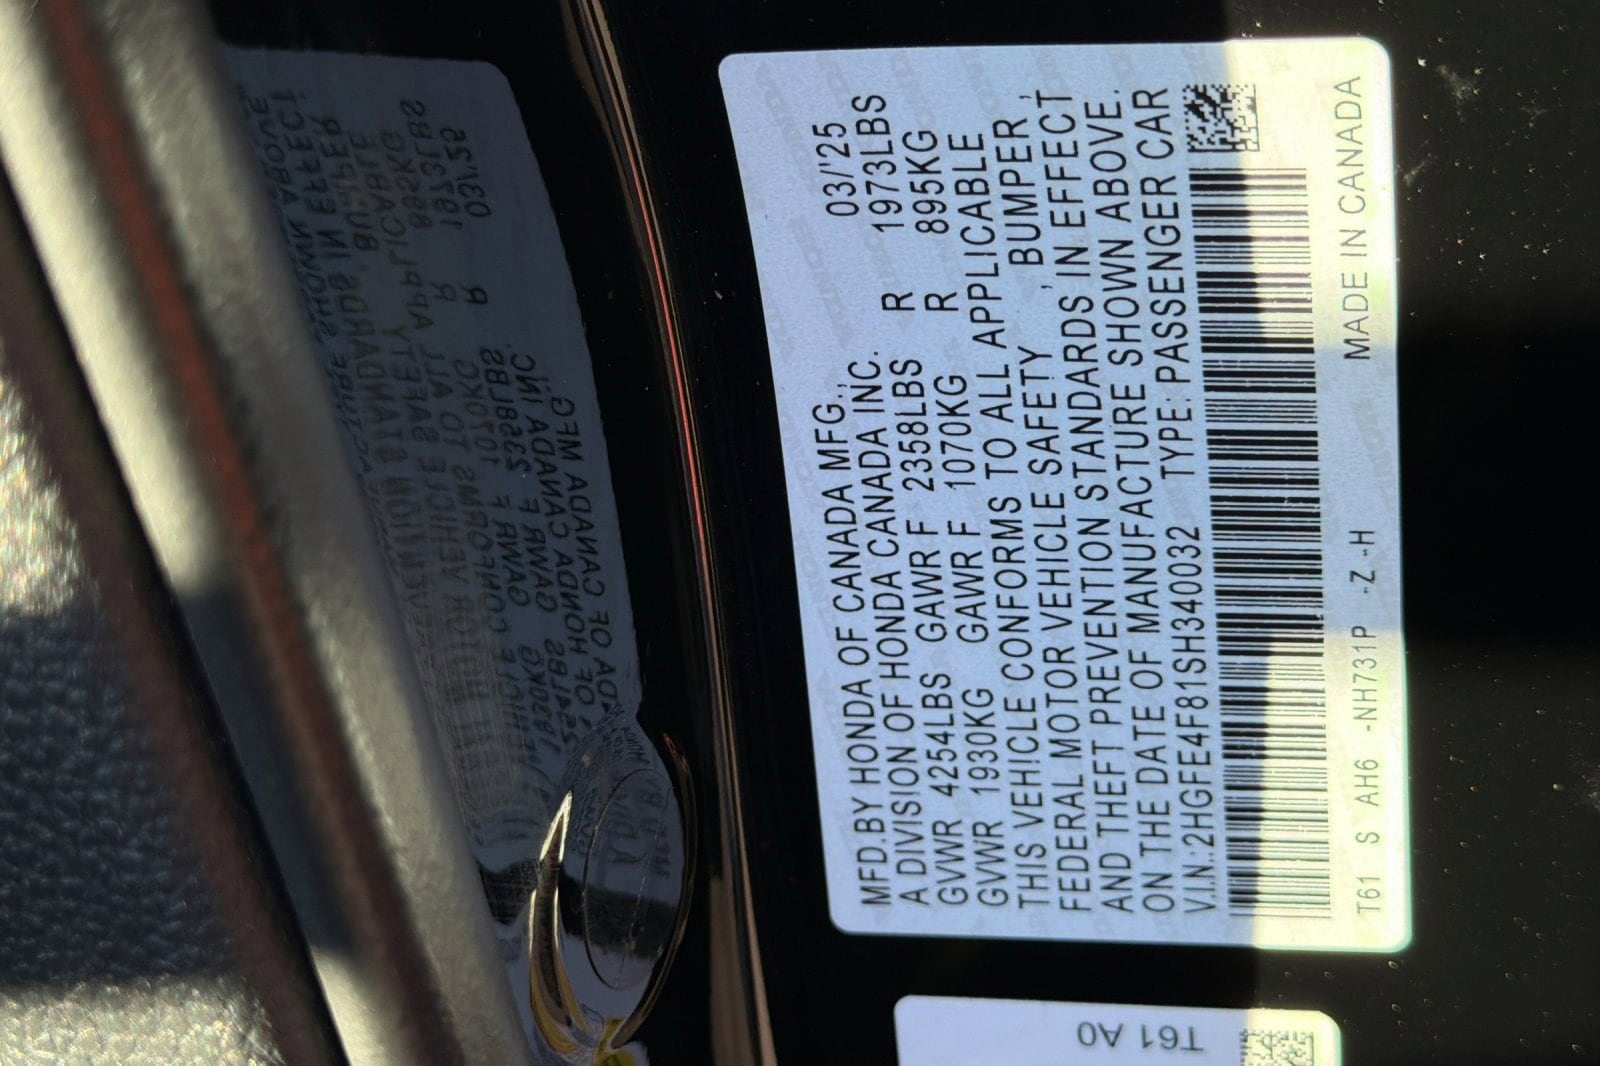 MFD.BY HONDA OF CANADA MFG., 03/'25
A DIVISION OF HONDA CANADA INC.
GVWR 4254LBS GAWR F 2358LBS R 1973LBS
GVWR 1930KG GAWR F 1070KG R 895KG
THIS VEHICLE CONFORMS TO ALL APPLICABLE
FEDERAL MOTOR VEHICLE SAFETY , BUMPER ,
AND THEFT PREVENTION STANDARDS IN EFFECT
ON THE DATE OF MANUFACTURE SHOWN ABOVE.
V.I.N.:2HGFE4F81SH340032 TYPE: PASSENGER CAR
T61 S AH6 -NH731P -Z -H MADE IN CANADA
T61 A0